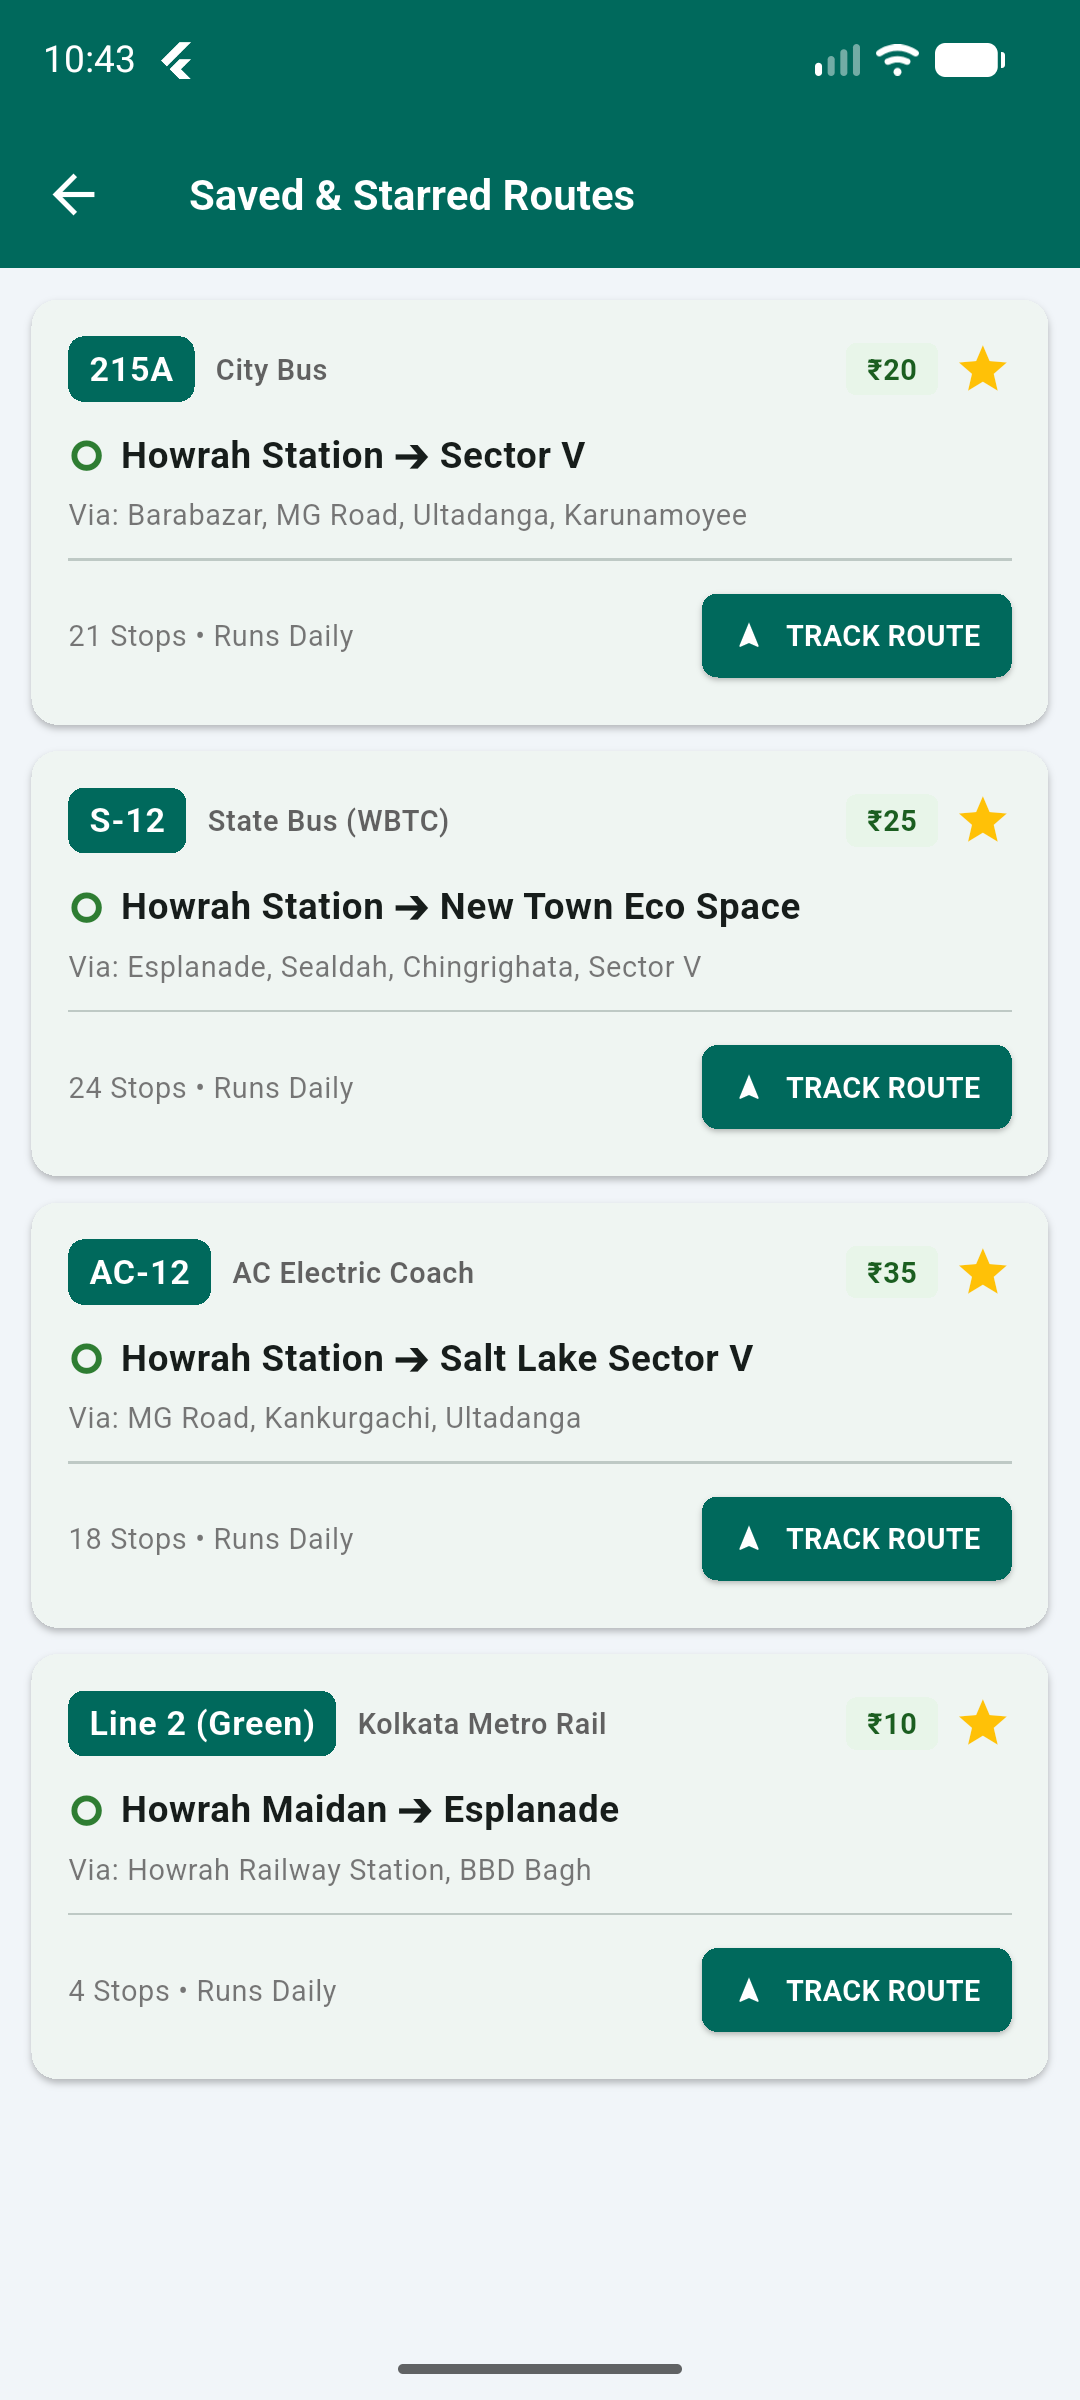 10:43
Saved & Starred Routes
215A City Bus ₹20
Howrah Station ➔ Sector V
Via: Barabazar, MG Road, Ultadanga, Karunamoyee
21 Stops • Runs Daily TRACK ROUTE
S-12 State Bus (WBTC) ₹25
Howrah Station ➔ New Town Eco Space
Via: Esplanade, Sealdah, Chingrighata, Sector V
24 Stops • Runs Daily TRACK ROUTE
AC-12 AC Electric Coach ₹35
Howrah Station ➔ Salt Lake Sector V
Via: MG Road, Kankurgachi, Ultadanga
18 Stops • Runs Daily TRACK ROUTE
Line 2 (Green) Kolkata Metro Rail ₹10
Howrah Maidan ➔ Esplanade
Via: Howrah Railway Station, BBD Bagh
4 Stops • Runs Daily TRACK ROUTE